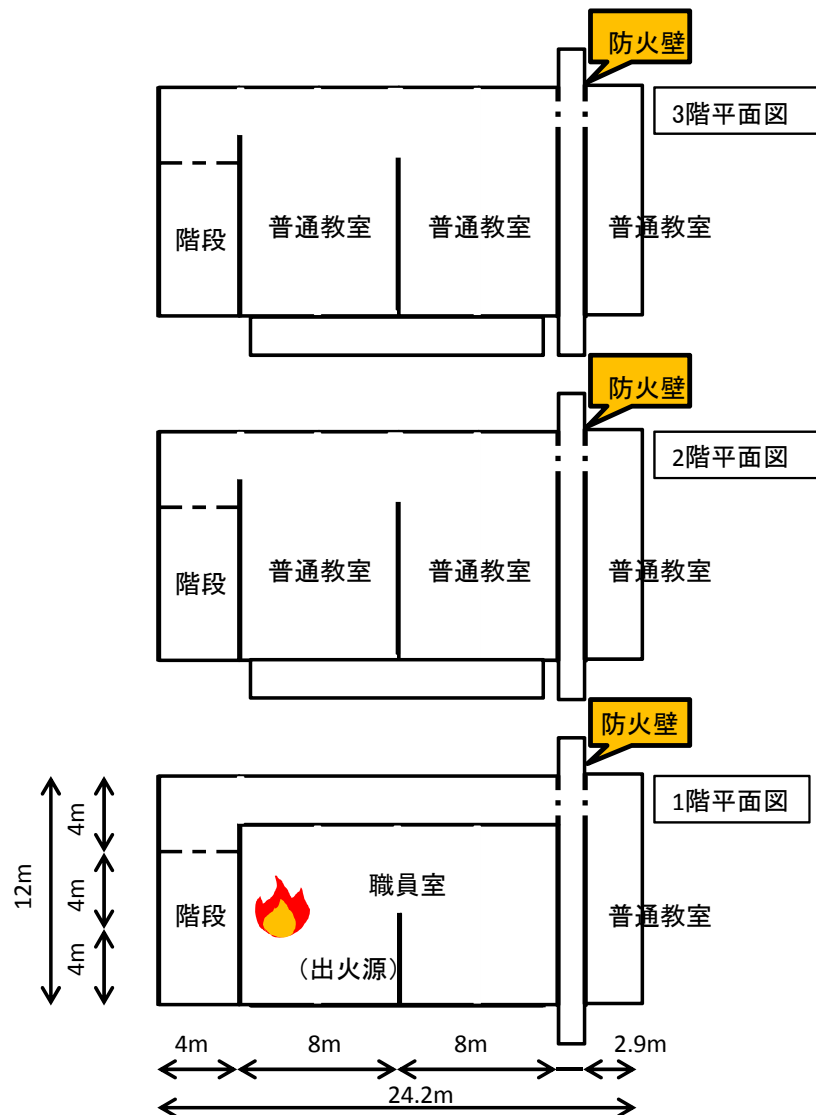 防火壁
3階平面図
階段
普通教室
普通教室
普通教室
防火壁
2階平面図
階段
普通教室
普通教室
普通教室
防火壁
1階平面図
12m
4m
4m
4m
階段
職員室
普通教室
（出火源）
4m
8m
8m
2.9m
24.2m